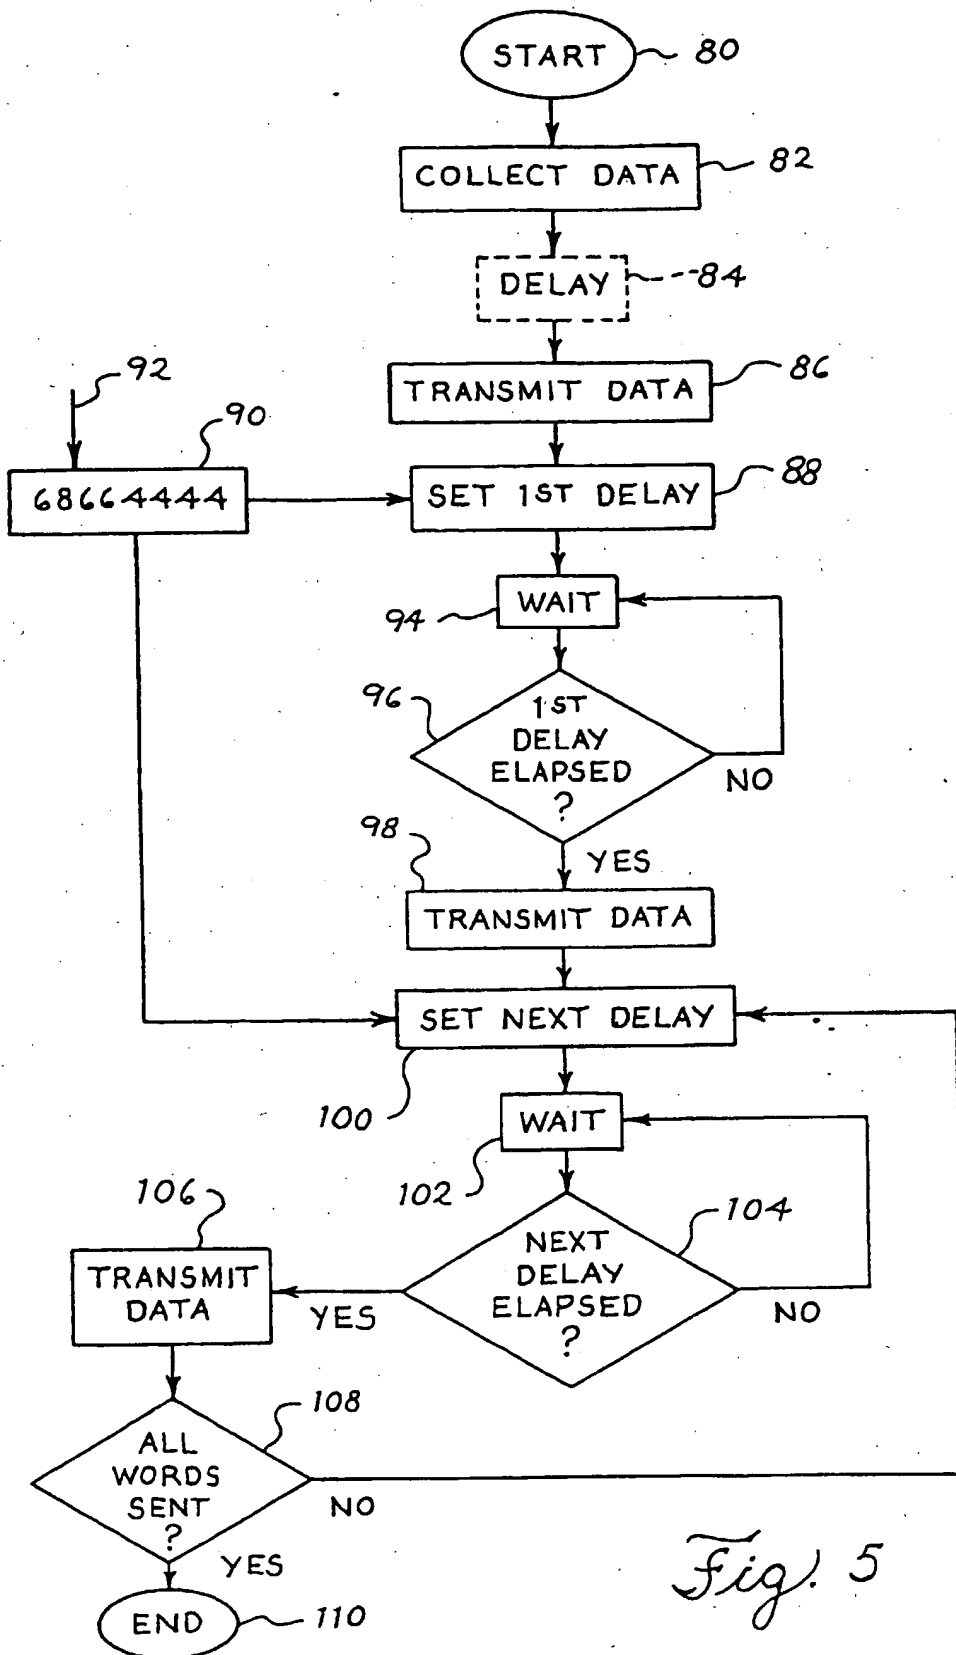 START
80
COLLECT DATA
82
DELAY
84
TRANSMIT DATA
86
92
90
68664444
SET 1ST DELAY
88
WAIT
94
96
1ST
DELAY
ELAPSED
?
NO
YES
98
TRANSMIT DATA
SET NEXT DELAY
100
WAIT
102
104
NEXT
DELAY
ELAPSED
?
NO
YES
106
TRANSMIT
DATA
108
ALL
WORDS
SENT
?
NO
YES
END
110
Fig. 5